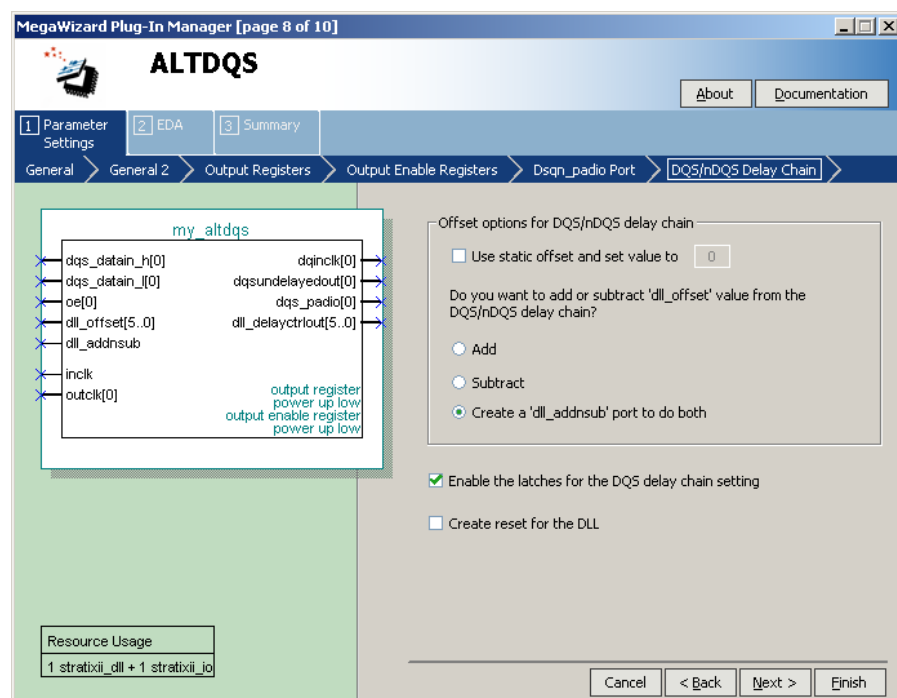 MegaWizard Plug-In Manager [page 8 of 10]
ALTDQS
About
Documentation
1 Parameter Settings
2 EDA
3 Summary
General
General 2
Output Registers
Output Enable Registers
Dsqn_padio Port
DQS/nDQS Delay Chain
my_altdqs
dqs_datain_h[0]
dqs_datain_l[0]
oe[0]
dll_offset[5..0]
dll_addnsub
inclk
outclk[0]
dqinclk[0]
dqsundelayedout[0]
dqs_padio[0]
dll_delayctrlout[5..0]
output register
power up low
output enable register
power up low
Resource Usage
1 stratixii_dll + 1 stratixii_io
Offset options for DQS/nDQS delay chain
Use static offset and set value to 0
Do you want to add or subtract 'dll_offset' value from the
DQS/nDQS delay chain?
Add
Subtract
Create a 'dll_addnsub' port to do both
Enable the latches for the DQS delay chain setting
Create reset for the DLL
Cancel
< Back
Next >
Finish